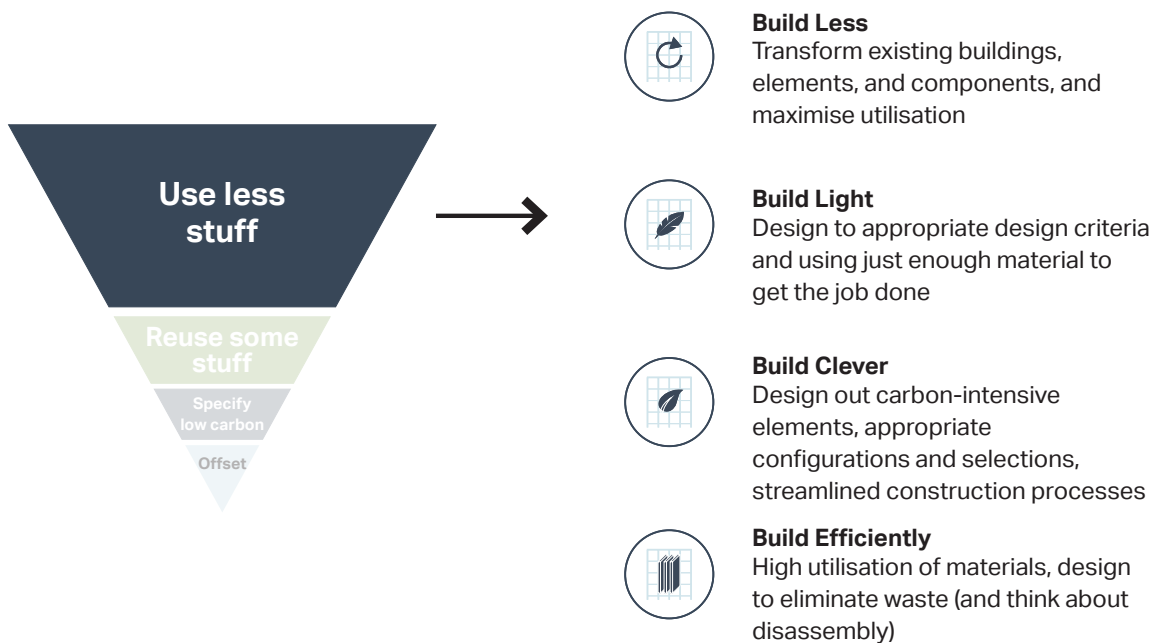 Use less
stuff
Reuse some
stuff
Specify
low carbon
Offset
Build Less
Transform existing buildings,
elements, and components, and
maximise utilisation
Build Light
Design to appropriate design criteria
and using just enough material to
get the job done
Build Clever
Design out carbon-intensive
elements, appropriate
configurations and selections,
streamlined construction processes
Build Efficiently
High utilisation of materials, design
to eliminate waste (and think about
disassembly)